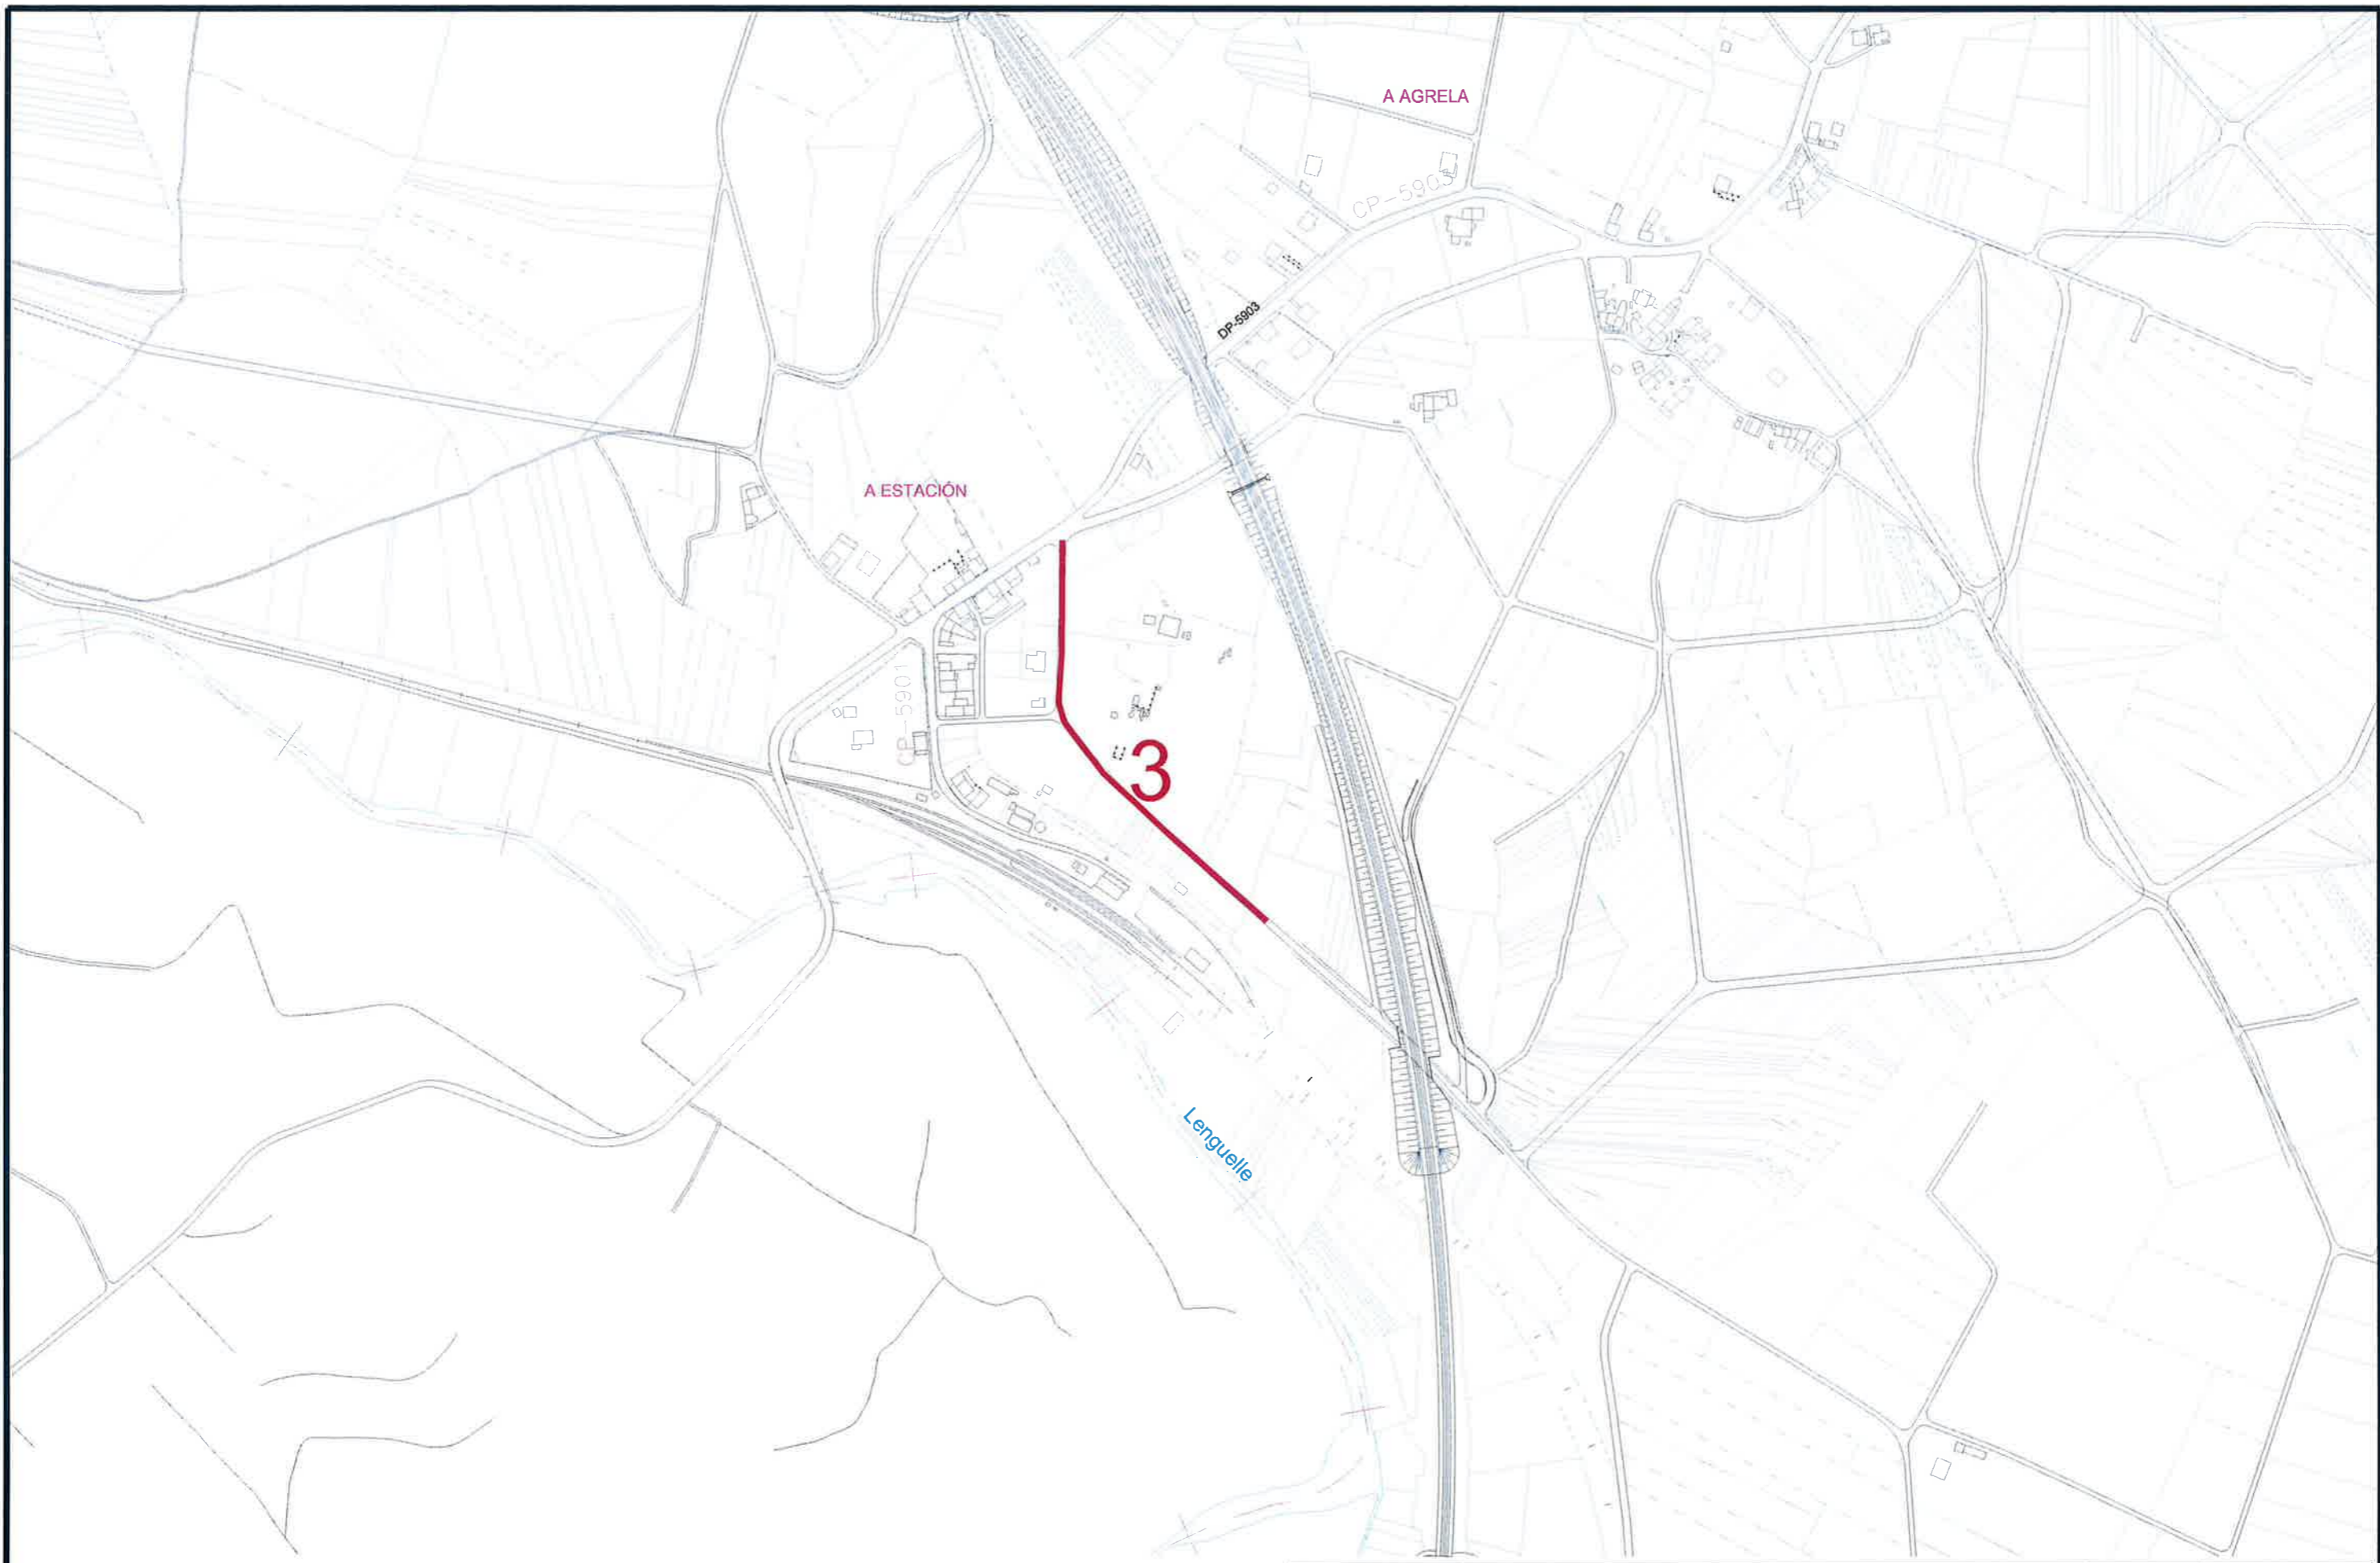 A AGRELA
CP-5903
DP-5903
A ESTACIÓN
CP-5901
3
Lenguelle